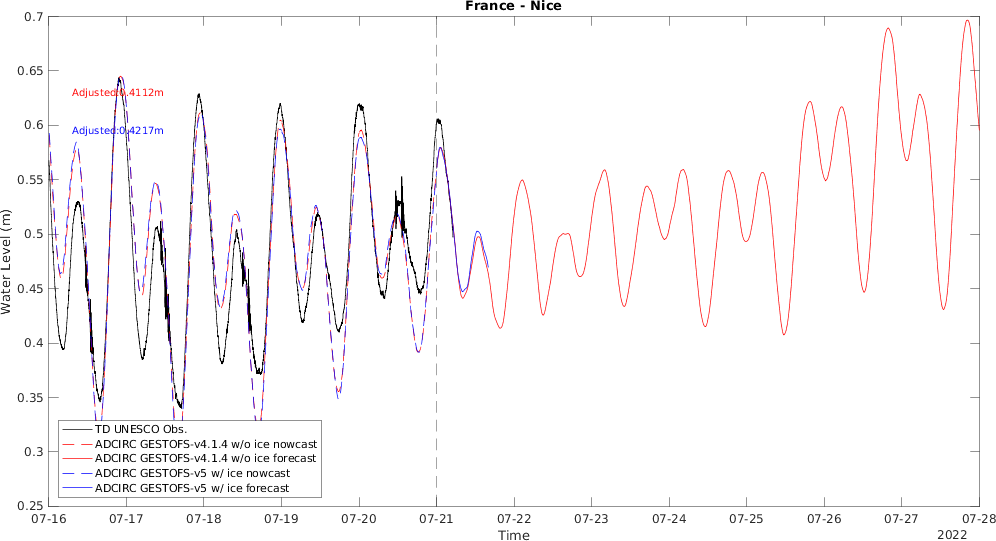 France - Nice
0.7
0.65
0.6
0.55
0.5
0.45
0.4
0.35
0.3
0.25
Water Level (m)
Adjusted:0.4112m
Adjusted:0.4217m
TD UNESCO Obs.
ADCIRC GESTOFS-v4.1.4 w/o ice nowcast
ADCIRC GESTOFS-v4.1.4 w/o ice forecast
ADCIRC GESTOFS-v5 w/ ice nowcast
ADCIRC GESTOFS-v5 w/ ice forecast
07-16 07-17 07-18 07-19 07-20 07-21 07-22 07-23 07-24 07-25 07-26 07-27 07-28
Time
2022